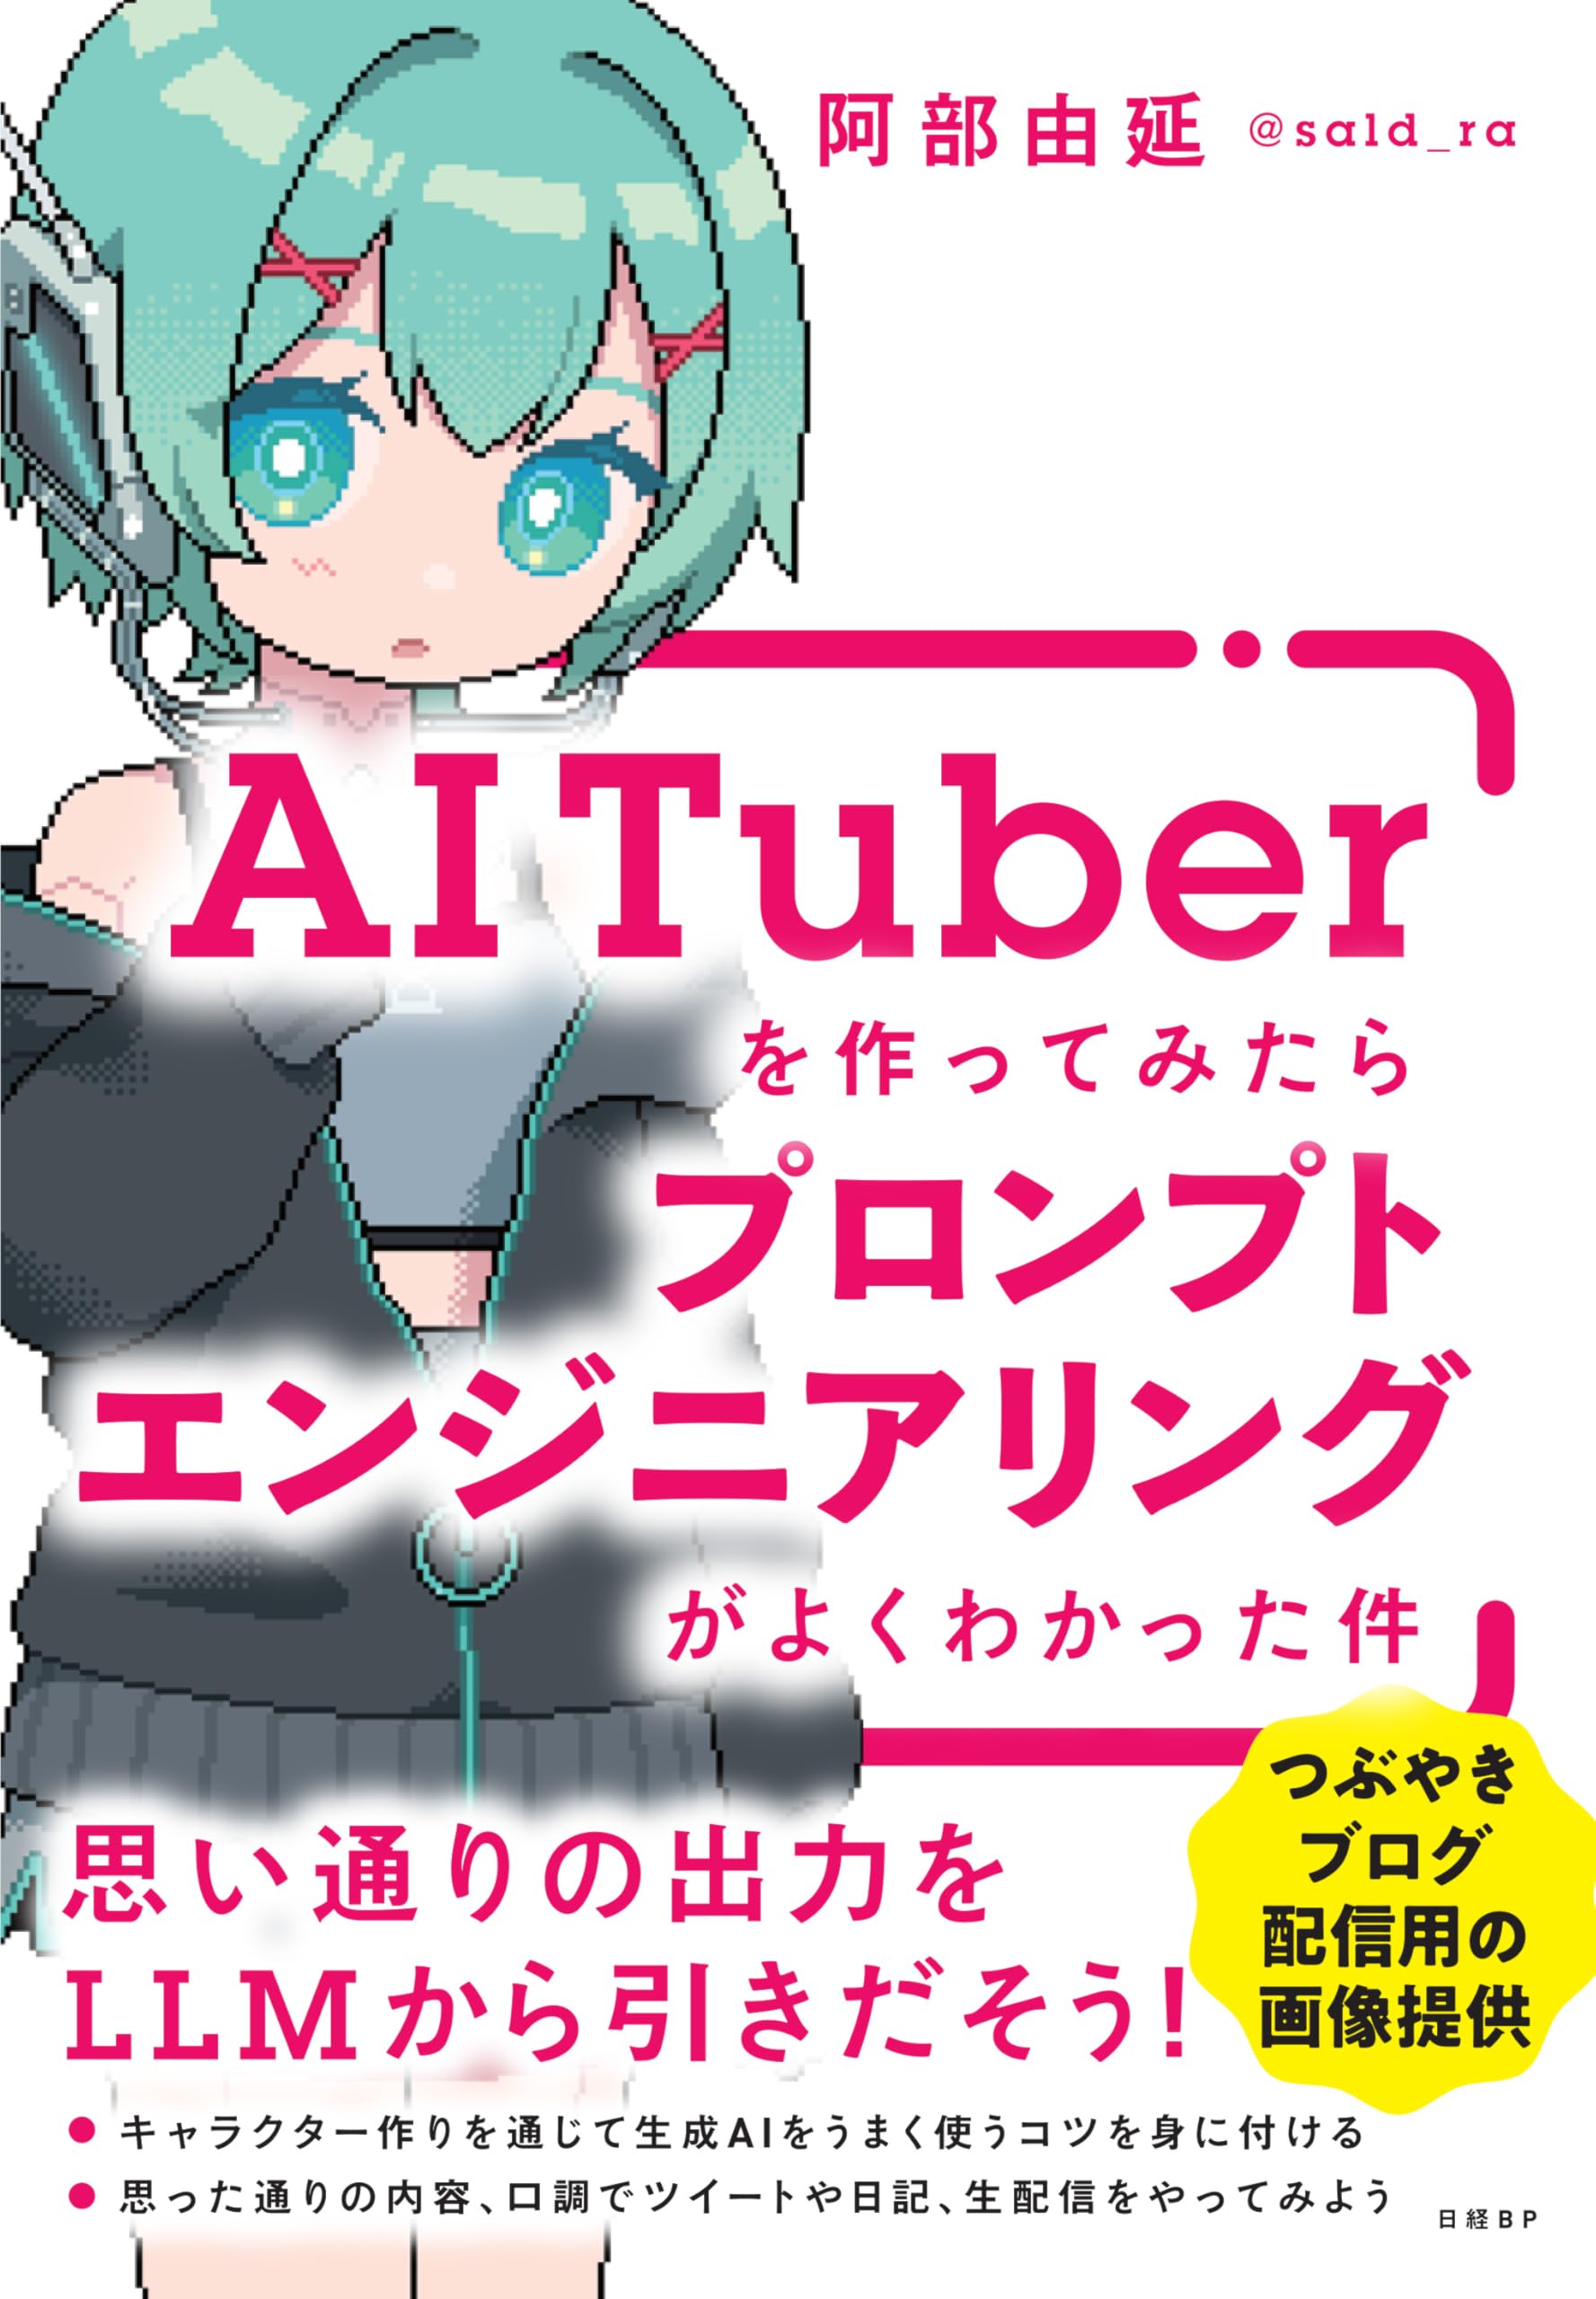 阿部由延 @sald_ra
AITuber
を作ってみたら
プロンプト
エンジニアリング
がよくわかった件
つぶやき
ブログ
配信用の
画像提供
思い通りの出力を
LLMから引きだそう!
● キャラクター作りを通じて生成AIをうまく使うコツを身に付ける
● 思った通りの内容、口調でツイートや日記、生配信をやってみよう
日経BP